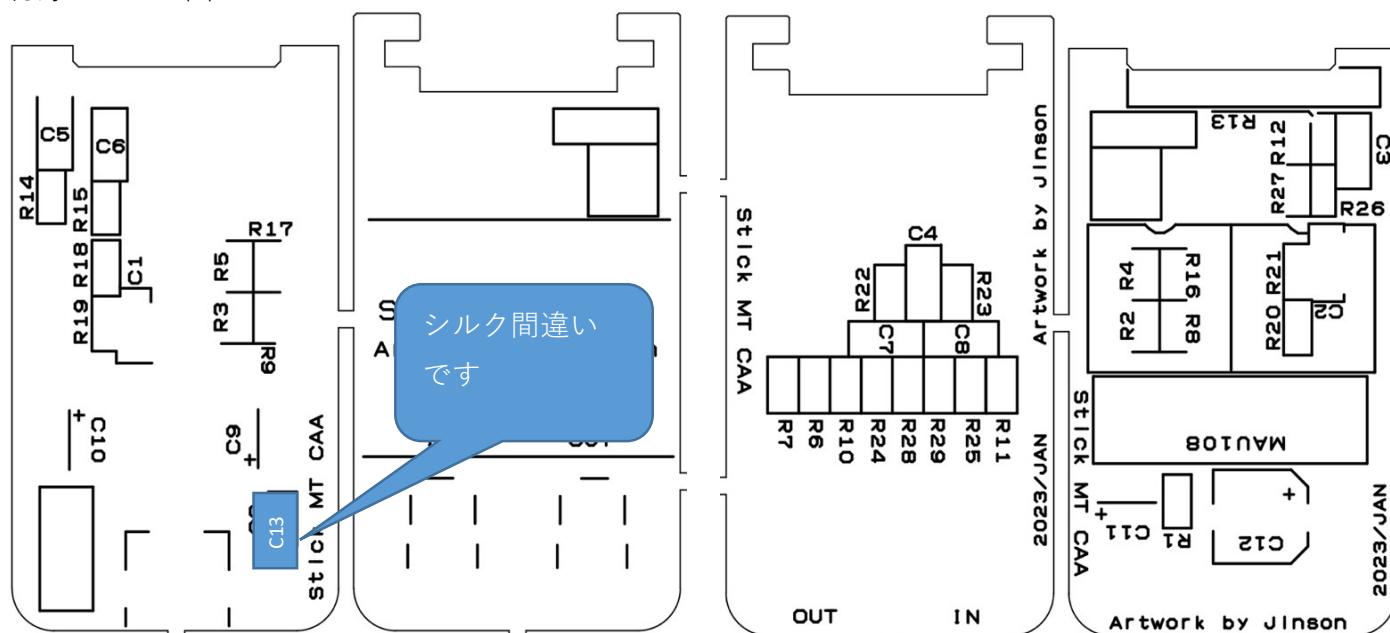 C5
C6
R14
R15
R17
R18
C1
R5
R19
R3
R9
C10
+
C9
+
C13
Stick MT CAA
シルク間違い
です
Stick MT CAA
Artwork by Jinson
2023/JAN
C4
R22
R23
C7
C8
R7
R6
R10
R24
R28
R29
R25
R11
OUT
IN
R13
R12
C3
R27
R26
R4
R16
R21
R2
R8
R20
C2
MAU108
Stick MT CAA
+
C11
R1
+
C12
2023/JAN
Artwork by Jinson